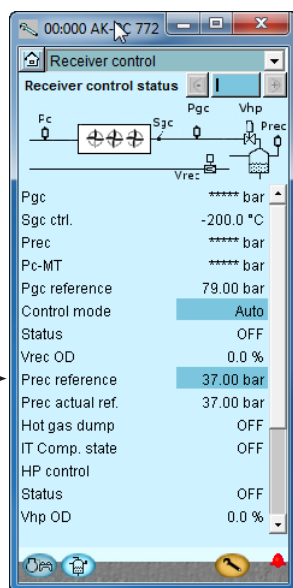 00:000 AK-PC 772
Receiver control
Receiver control status
Pc
Sgc
Pgc
Vhp
Prec
Vrec
Pgc ***** bar
Sgc ctrl. -200.0 °C
Prec ***** bar
Pc-MT ***** bar
Pgc reference 79.00 bar
Control mode Auto
Status OFF
Vrec OD 0.0 %
Prec reference 37.00 bar
Prec actual ref. 37.00 bar
Hot gas dump OFF
IT Comp. state OFF
HP control
Status OFF
Vhp OD 0.0 %